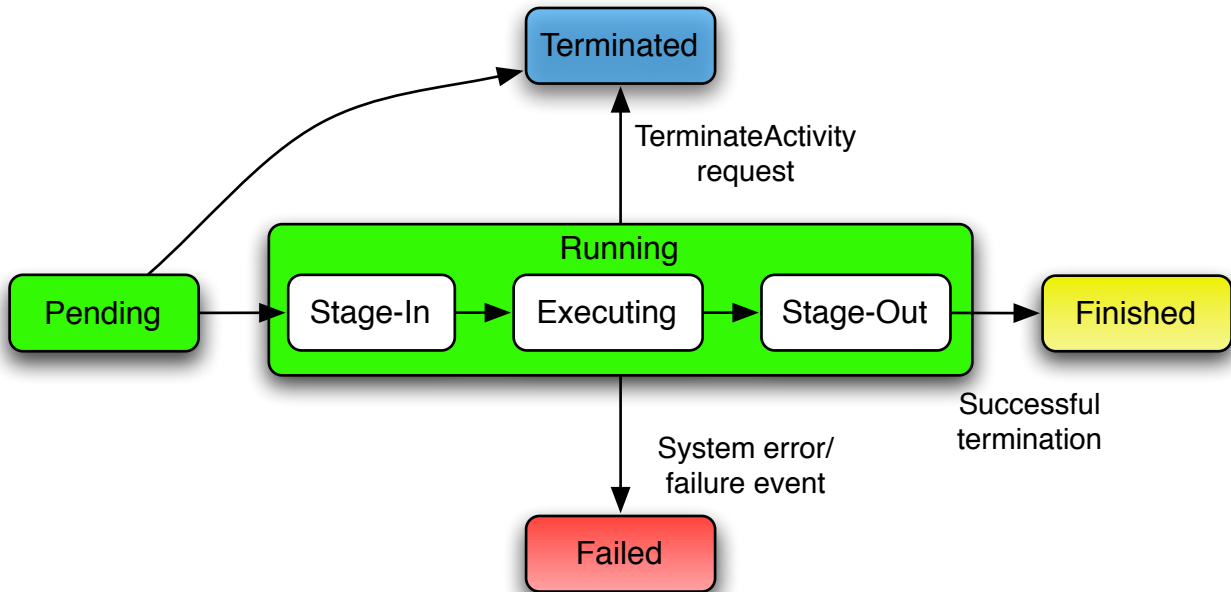 Terminated
TerminateActivity
request
Running
Pending
Stage-In
Executing
Stage-Out
Finished
Successful
termination
System error/
failure event
Failed